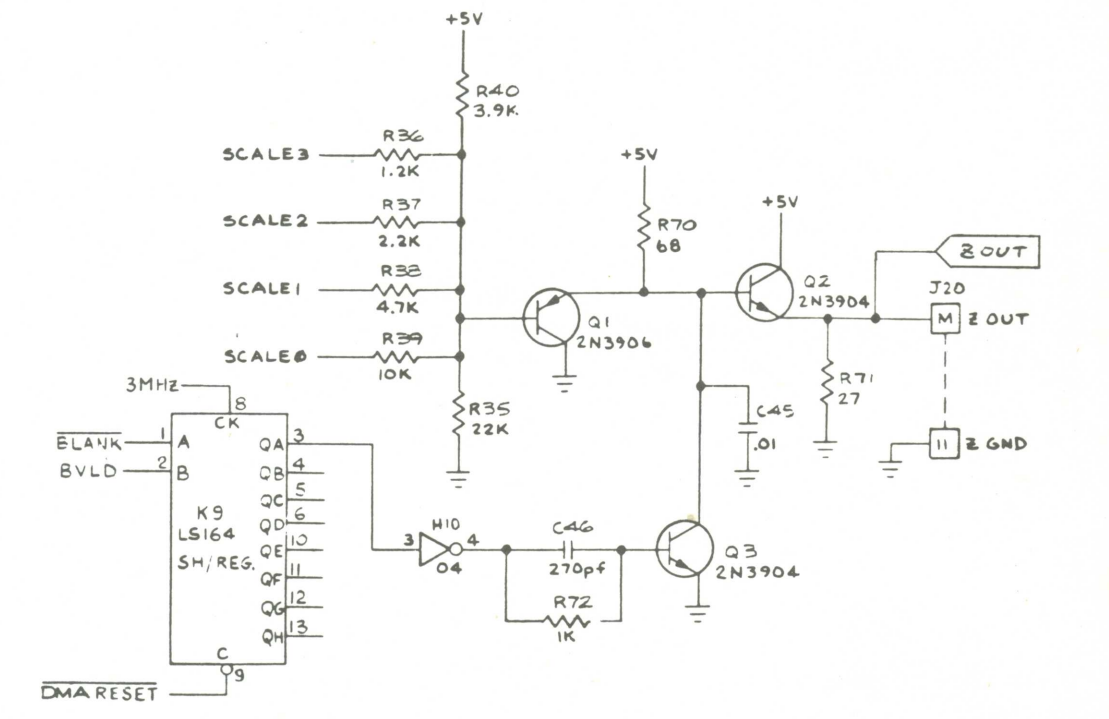 +5V
R40
3.9K
SCALE3
R36
1.2K
SCALE2
R37
2.2K
SCALE1
R38
4.7K
SCALE0
R39
10K
R35
22K
Q1
2N3906
+5V
R70
68
+5V
Q2
2N3904
Z OUT
J20
M Z OUT
R71
27
C45
.01
11 Z GND
3MHz
8
CK
BLANK
1
A
QA
3
BVLD
2
B
QB
4
QC
5
QD
6
K9
LS164
SH/REG.
QE
10
QF
11
QG
12
QH
13
C
9
DMA RESET
3
H10
4
04
C46
270pf
R72
1K
Q3
2N3904